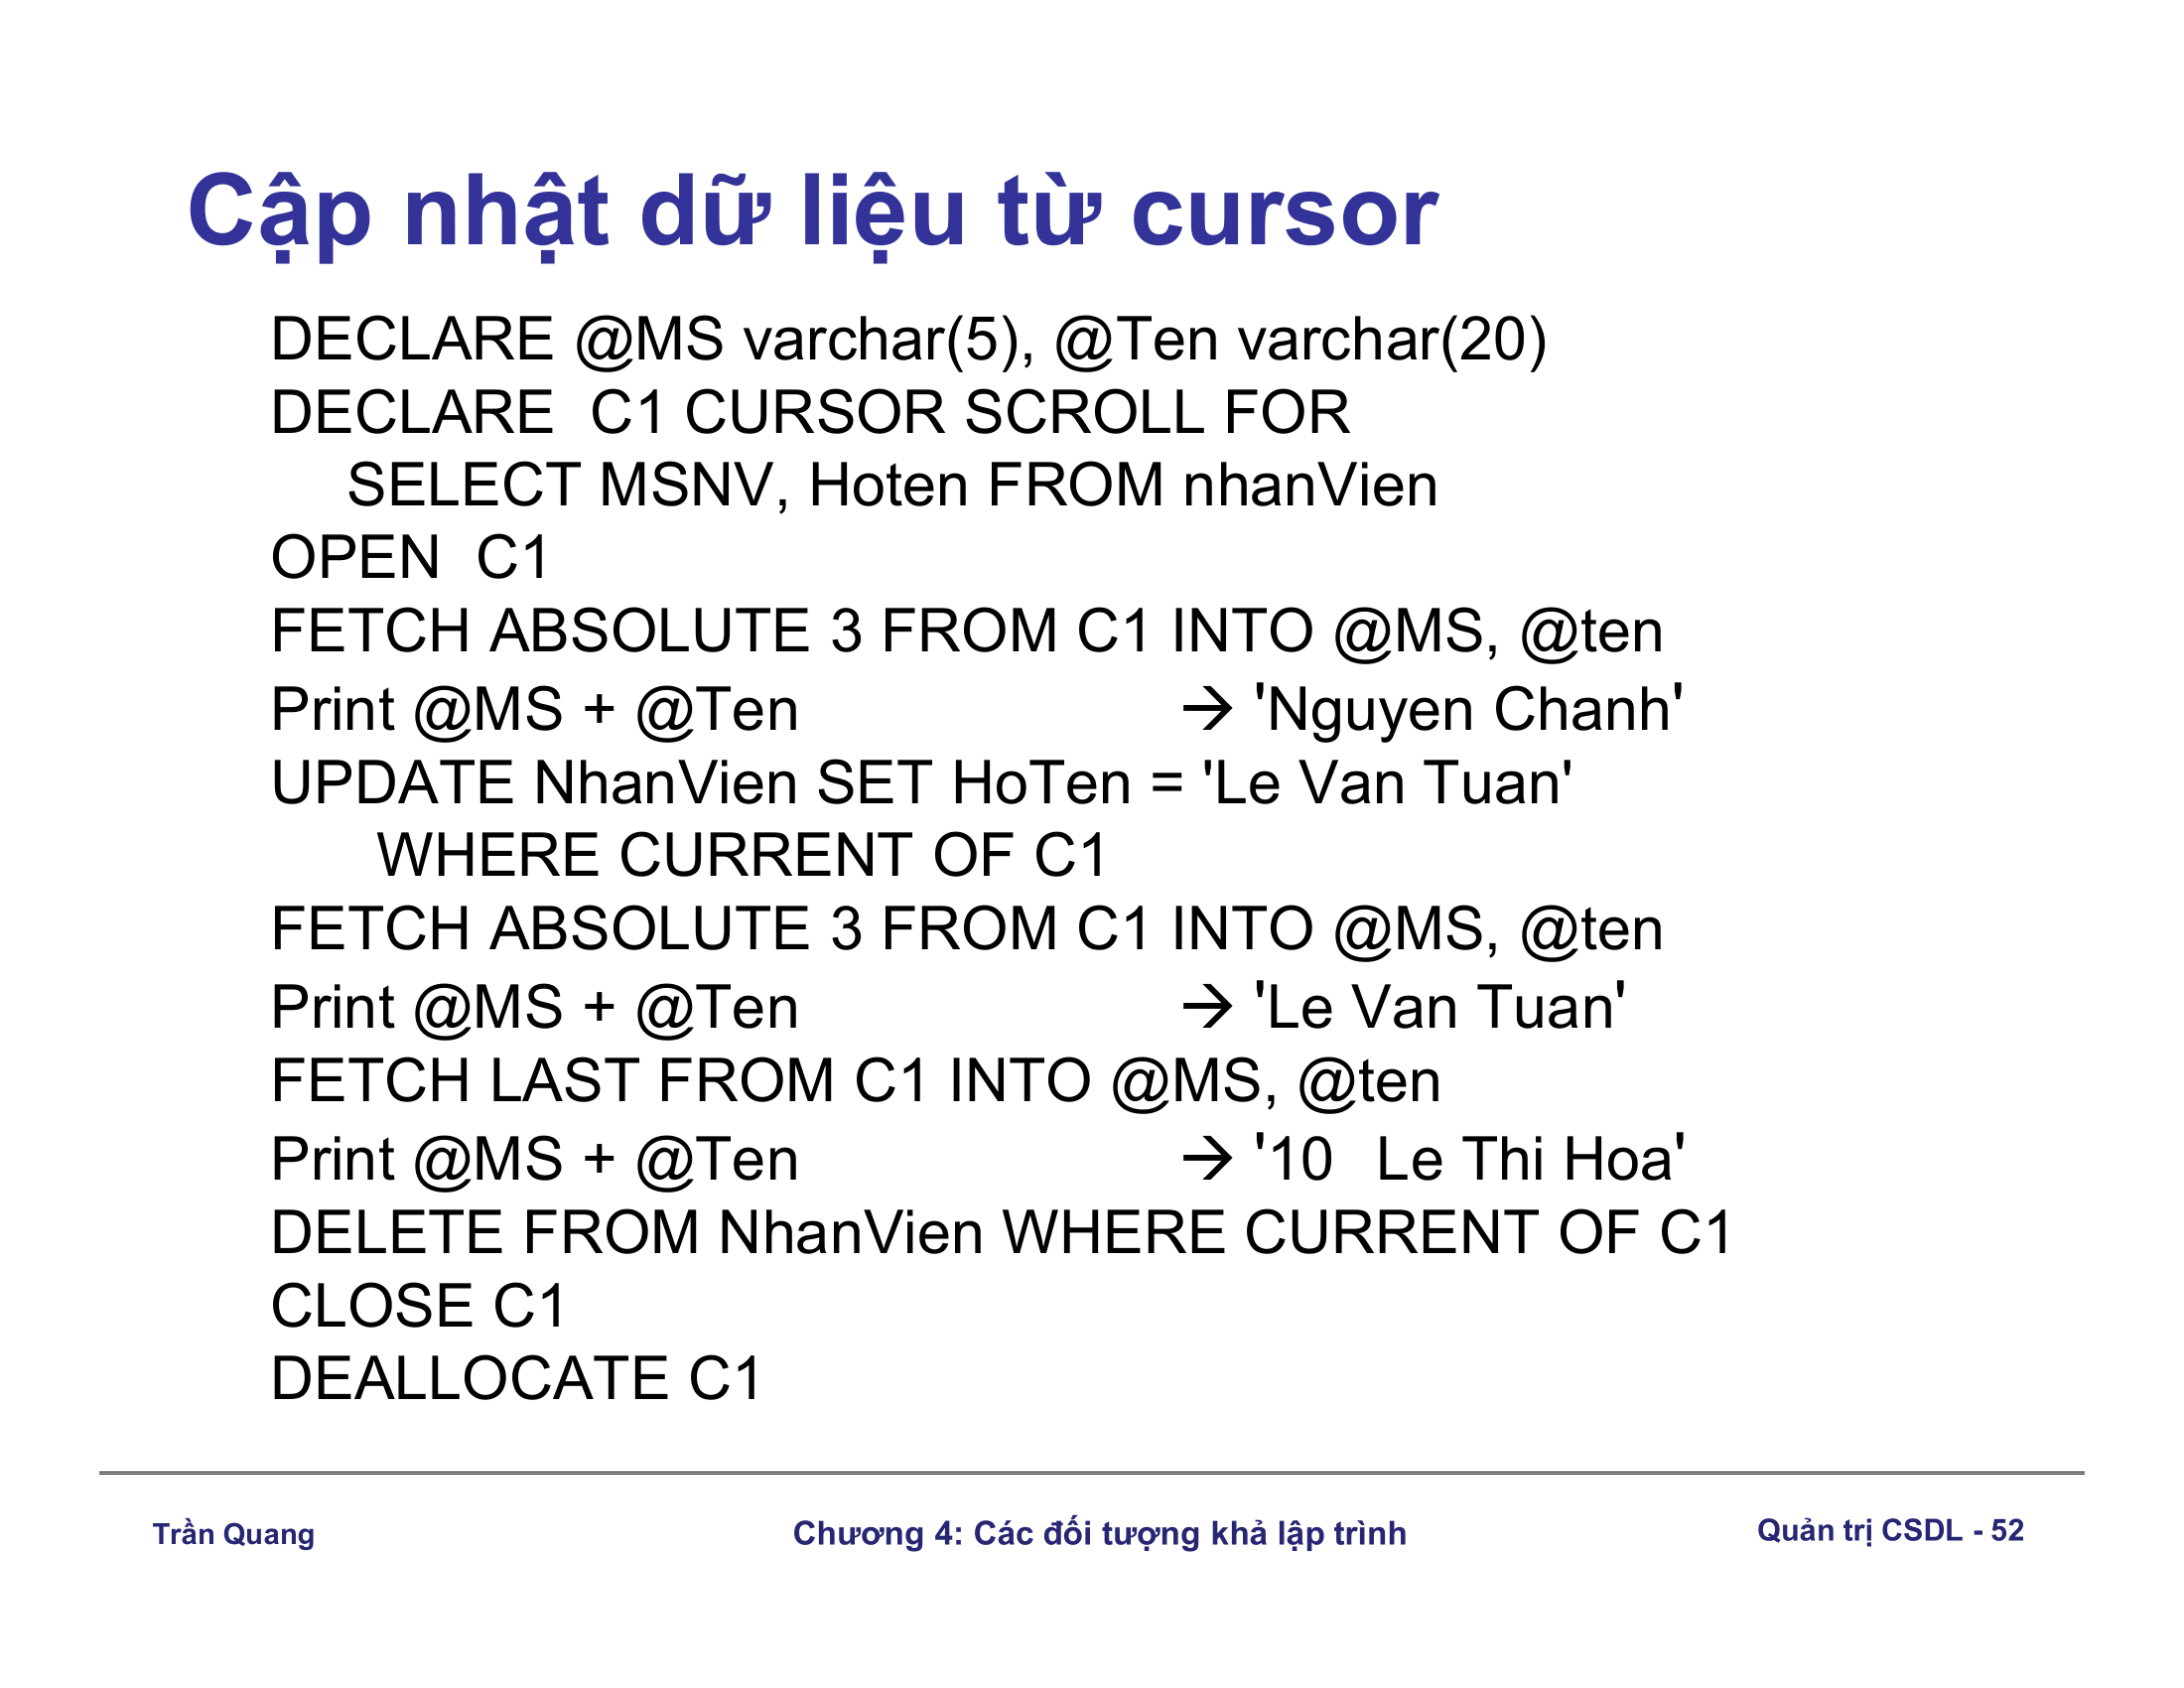 Cập nhật dữ liệu từ cursor
DECLARE @MS varchar(5), @Ten varchar(20)
DECLARE  C1 CURSOR SCROLL FOR
SELECT MSNV, Hoten FROM nhanVien
OPEN  C1
FETCH ABSOLUTE 3 FROM C1 INTO @MS, @ten
Print @MS + @Ten → 'Nguyen Chanh'
UPDATE NhanVien SET HoTen = 'Le Van Tuan'
WHERE CURRENT OF C1
FETCH ABSOLUTE 3 FROM C1 INTO @MS, @ten
Print @MS + @Ten → 'Le Van Tuan'
FETCH LAST FROM C1 INTO @MS, @ten
Print @MS + @Ten → '10  Le Thi Hoa'
DELETE FROM NhanVien WHERE CURRENT OF C1
CLOSE C1
DEALLOCATE C1
Trần Quang
Chương 4: Các đối tượng khả lập trình
Quản trị CSDL - 52